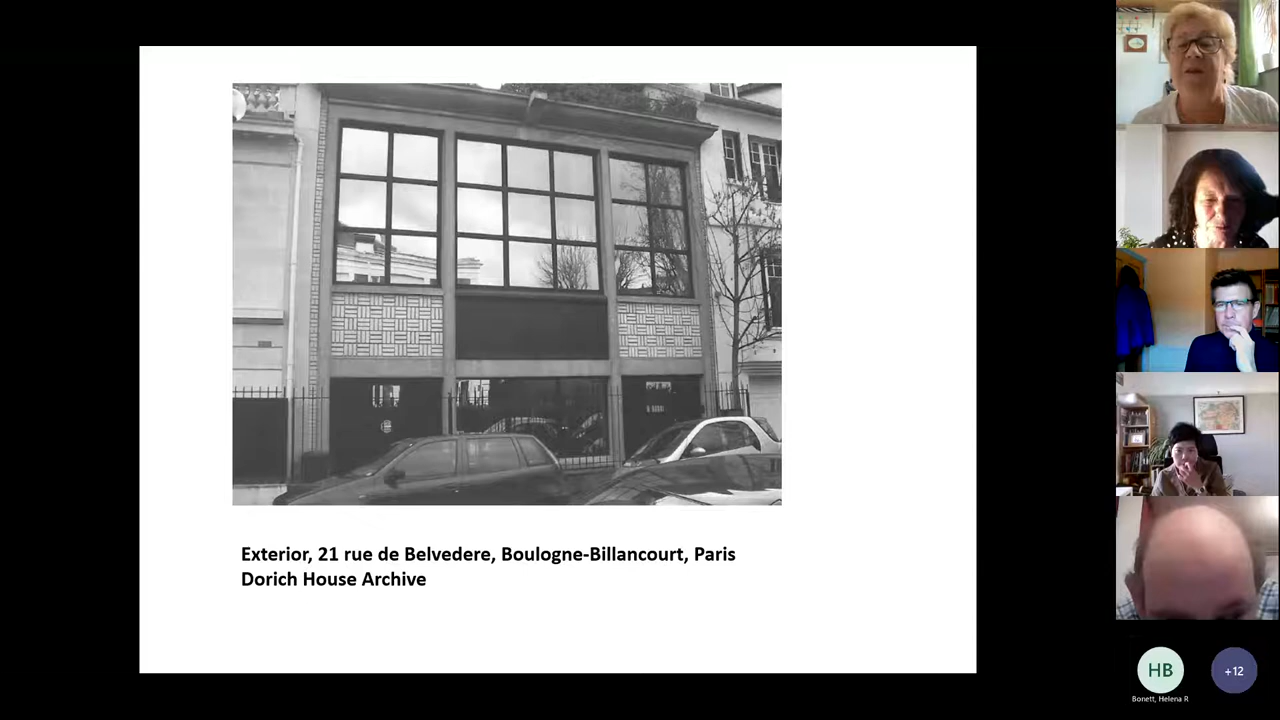 Exterior, 21 rue de Belvedere, Boulogne-Billancourt, Paris
Dorich House Archive
HB
+12
Bonett, Helena R